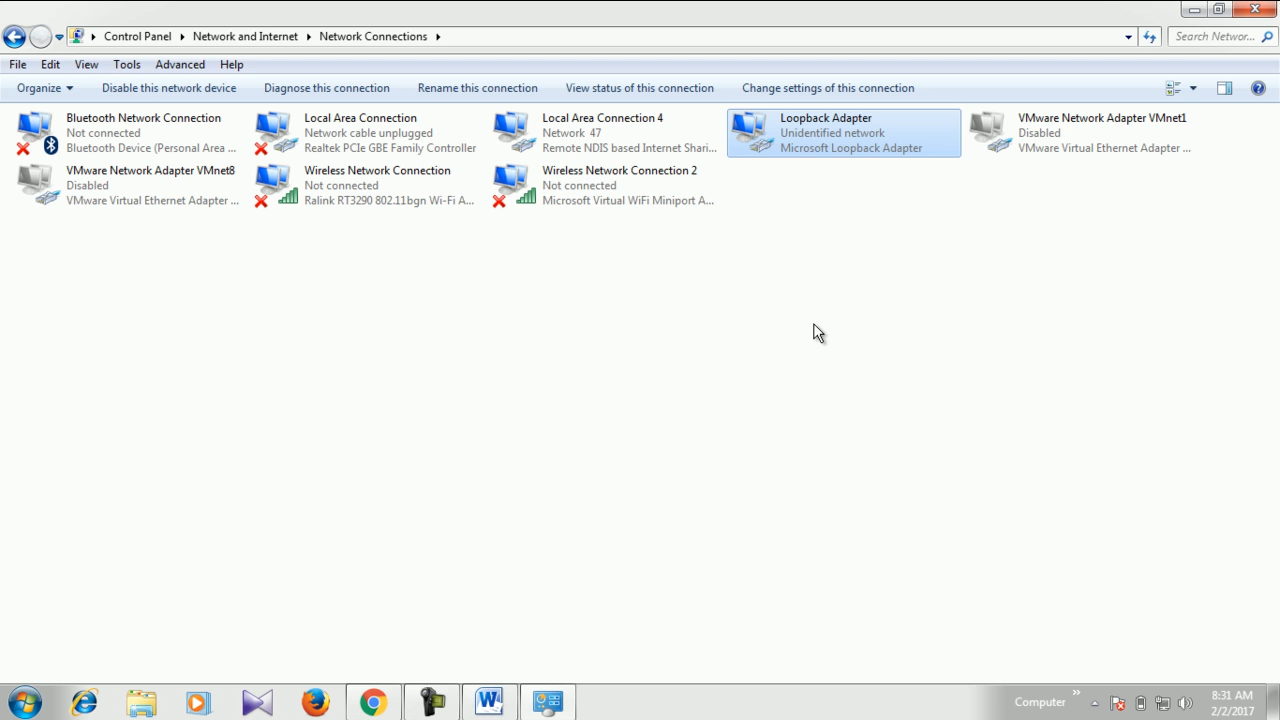 Control Panel Network and Internet Network Connections
Search Networ...
File Edit View Tools Advanced Help
Organize Disable this network device Diagnose this connection Rename this connection View status of this connection Change settings of this connection
Bluetooth Network Connection
Not connected
Bluetooth Device (Personal Area ...
Local Area Connection
Network cable unplugged
Realtek PCIe GBE Family Controller
Local Area Connection 4
Network 47
Remote NDIS based Internet Shari...
Loopback Adapter
Unidentified network
Microsoft Loopback Adapter
VMware Network Adapter VMnet1
Disabled
VMware Virtual Ethernet Adapter ...
VMware Network Adapter VMnet8
Disabled
VMware Virtual Ethernet Adapter ...
Wireless Network Connection
Not connected
Ralink RT3290 802.11bgn Wi-Fi A...
Wireless Network Connection 2
Not connected
Microsoft Virtual WiFi Miniport A...
Computer
8:31 AM
2/2/2017